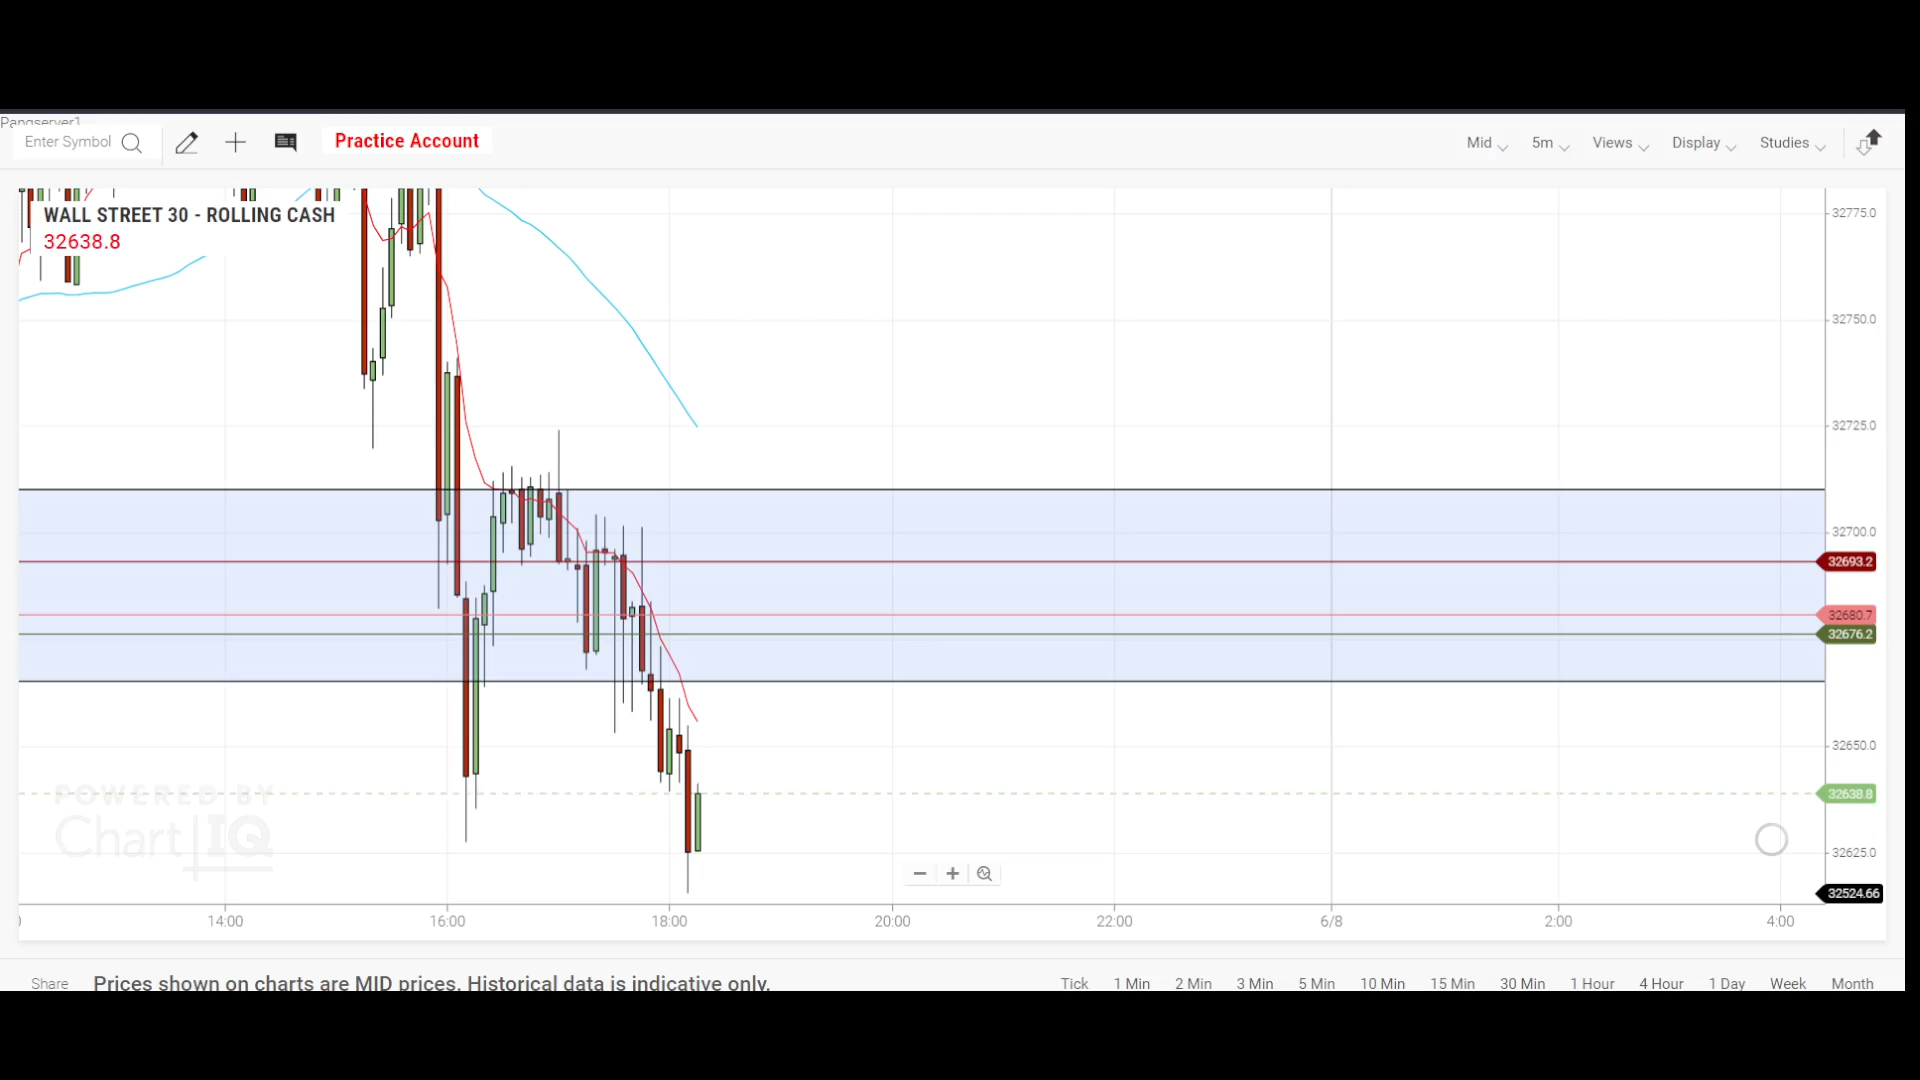 Pangserver1
Enter Symbol
Practice Account
Mid
5m
Views
Display
Studies
WALL STREET 30 - ROLLING CASH
32638.8
32775.0
32750.0
32725.0
32700.0
32693.2
32680.7
32676.2
32650.0
32638.8
32625.0
32524.66
POWERED BY
Chart IQ
14:00
16:00
18:00
20:00
22:00
6/8
2:00
4:00
Share
Prices shown on charts are MID prices. Historical data is indicative only.
Tick
1 Min
2 Min
3 Min
5 Min
10 Min
15 Min
30 Min
1 Hour
4 Hour
1 Day
Week
Month